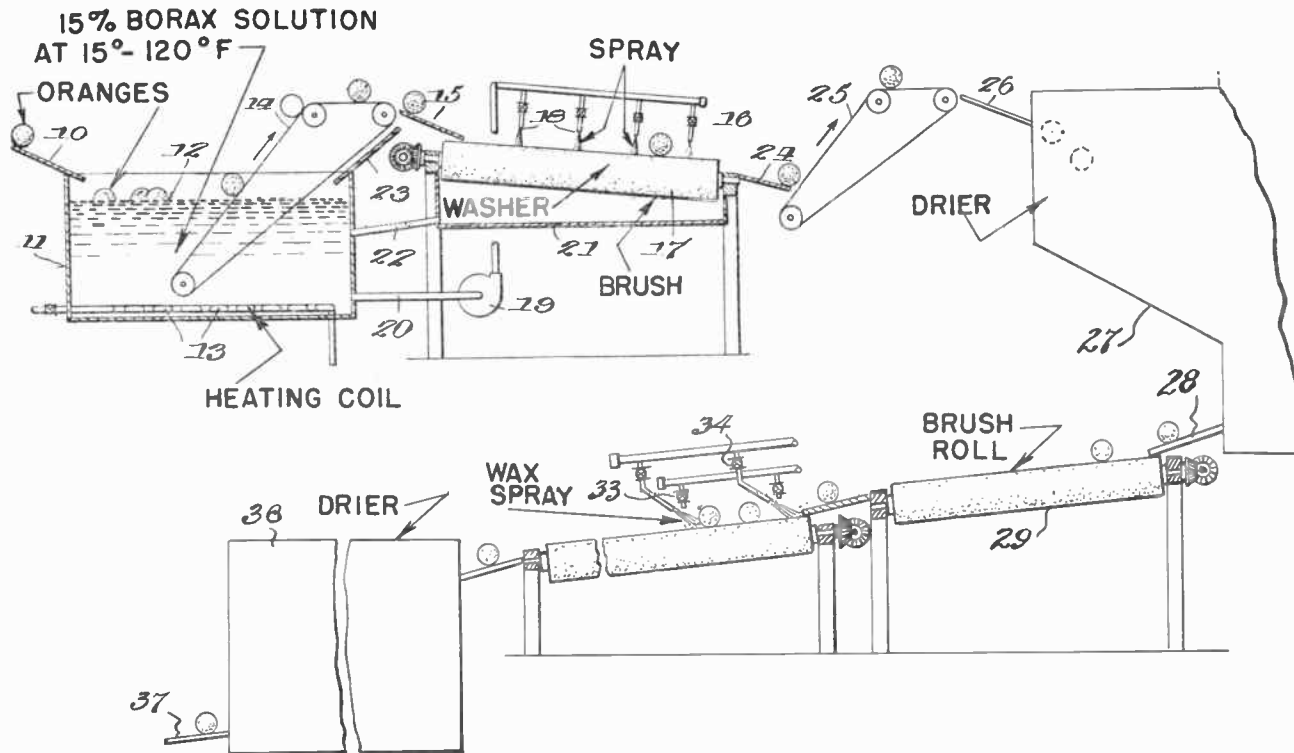 15% BORAX SOLUTION
AT 15°-120°F
ORANGES
SPRAY
10
12
14
15
18
16
25
26
11
23
24
WASHER
DRIER
22
21
17
BRUSH
20
19
13
27
HEATING COIL
28
34
BRUSH
ROLL
WAX
SPRAY
33
DRIER
36
29
37